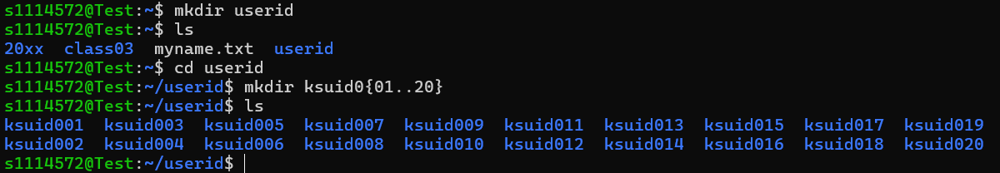 s1114572@Test:~$ mkdir userid
s1114572@Test:~$ ls
20xx  class03  myname.txt  userid
s1114572@Test:~$ cd userid
s1114572@Test:~/userid$ mkdir ksuid0{01..20}
s1114572@Test:~/userid$ ls
ksuid001  ksuid003  ksuid005  ksuid007  ksuid009  ksuid011  ksuid013  ksuid015  ksuid017  ksuid019
ksuid002  ksuid004  ksuid006  ksuid008  ksuid010  ksuid012  ksuid014  ksuid016  ksuid018  ksuid020
s1114572@Test:~/userid$